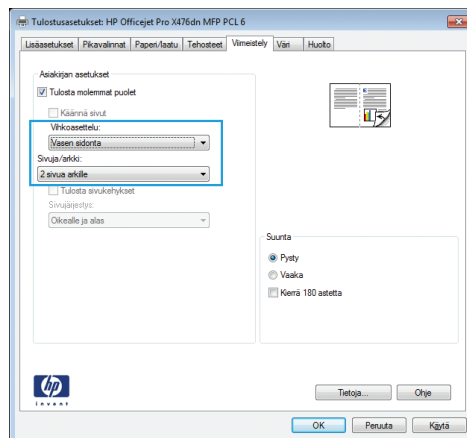 Tulostusasetukset: HP Officejet Pro X476dn MFP PCL 6
Lisäasetukset Pikavalinnat Paperi/laatu Tehosteet Viimeistely Väri Huolto
Asiakirjan asetukset
Tulosta molemmat puolet
Käännä sivut
Vihkoasettelu:
Vasen sidonta
Sivuja/arkki:
2 sivua arkille
Tulosta sivukehykset
Sivujärjestys:
Oikealle ja alas
Suunta
Pysty
Vaaka
Kierrä 180 astetta
hp
invent
Tietoja... Ohje
OK Peruuta Käytä